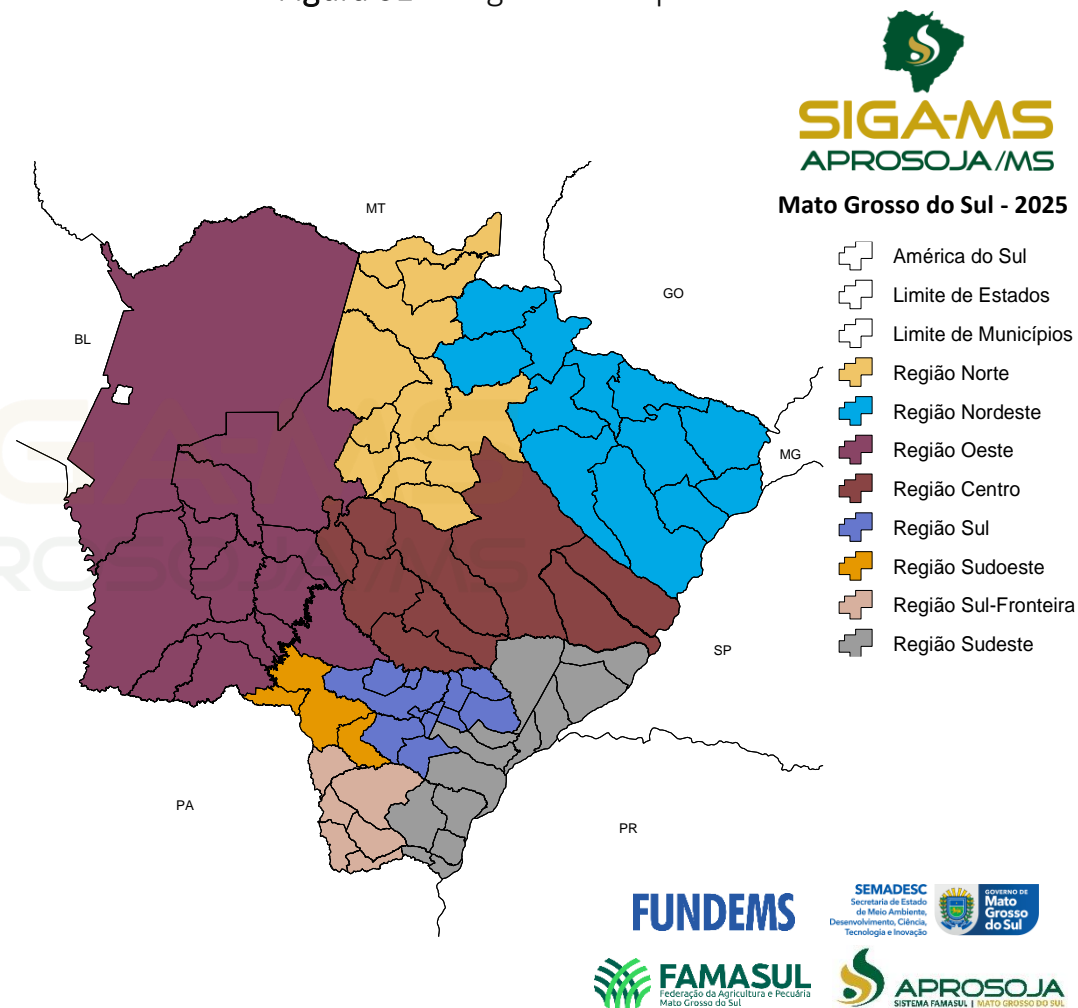 SIGA-MS
APROSOJA/MS
Mato Grosso do Sul - 2025
MT
GO
BL
MG
SP
PA
PR
América do Sul
Limite de Estados
Limite de Municípios
Região Norte
Região Nordeste
Região Oeste
Região Centro
Região Sul
Região Sudoeste
Região Sul-Fronteira
Região Sudeste
FUNDEMS
SEMADESC
Secretaria de Estado
de Meio Ambiente,
Desenvolvimento, Ciência,
Tecnologia e Inovação
GOVERNO DE
Mato
Grosso
do Sul
FAMASUL
Federação da Agricultura e Pecuária
Mato Grosso do Sul
APROSOJA
SISTEMA FAMASUL | MATO GROSSO DO SUL